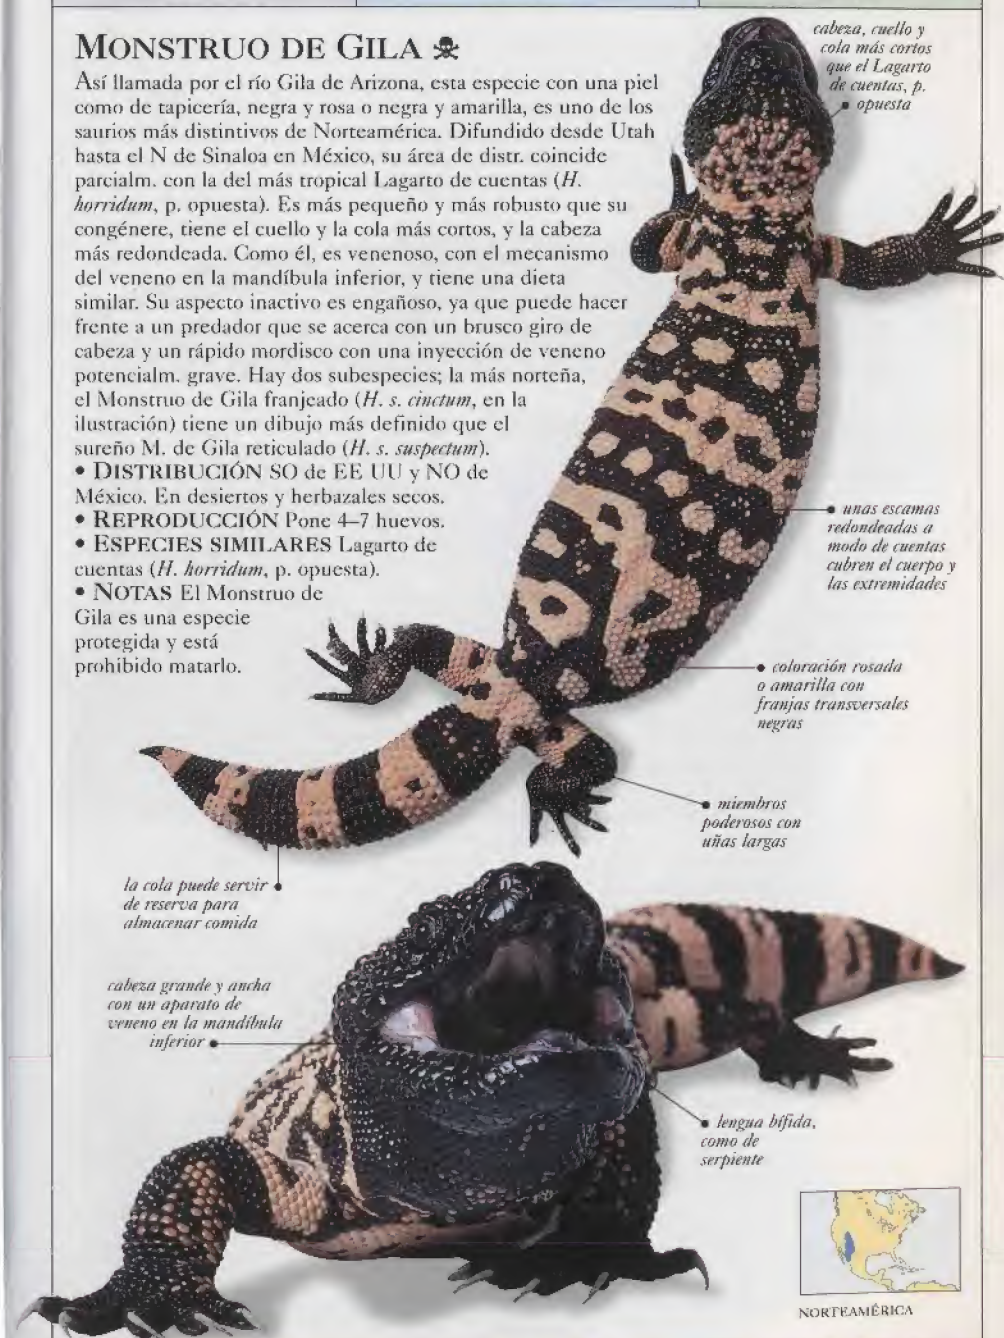 MONSTRUO DE GILA ☠
Así llamada por el río Gila de Arizona, esta especie con una piel
como de tapicería, negra y rosa o negra y amarilla, es uno de los
saurios más distintivos de Norteamérica. Difundido desde Utah
hasta el N de Sinaloa en México, su área de distr. coincide
parcialm. con la del más tropical Lagarto de cuentas (H.
horridum, p. opuesta). Es más pequeño y más robusto que su
congénere, tiene el cuello y la cola más cortos, y la cabeza
más redondeada. Como él, es venenoso, con el mecanismo
del veneno en la mandíbula inferior, y tiene una dieta
similar. Su aspecto inactivo es engañoso, ya que puede hacer
frente a un predador que se acerca con un brusco giro de
cabeza y un rápido mordisco con una inyección de veneno
potencialm. grave. Hay dos subespecies; la más norteña,
el Monstruo de Gila franjeado (H. s. cinctum, en la
ilustración) tiene un dibujo más definido que el
sureño M. de Gila reticulado (H. s. suspectum).
• DISTRIBUCIÓN SO de EE UU y NO de
México. En desiertos y herbazales secos.
• REPRODUCCIÓN Pone 4–7 huevos.
• ESPECIES SIMILARES Lagarto de
cuentas (H. horridum, p. opuesta).
• NOTAS El Monstruo de
Gila es una especie
protegida y está
prohibido matarlo.
cabeza, cuello y
cola más cortos
que el Lagarto
de cuentas, p.
• opuesta
• unas escamas
redondeadas a
modo de cuentas
cubren el cuerpo y
las extremidades
• coloración rosada
o amarilla con
franjas transversales
negras
• miembros
poderosos con
uñas largas
la cola puede servir •
de reserva para
almacenar comida
cabeza grande y ancha
con un aparato de
veneno en la mandíbula
inferior •
• lengua bífida,
como de
serpiente
NORTEAMÉRICA